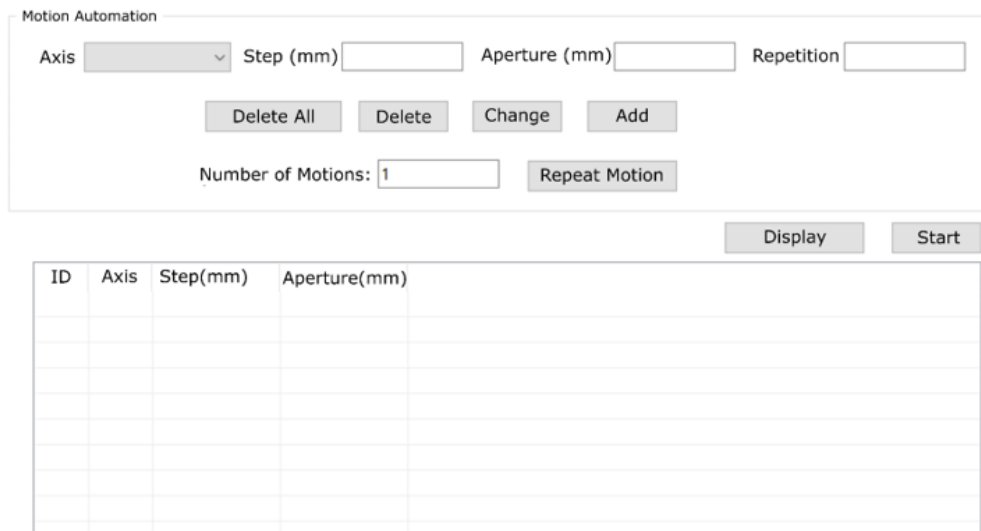 Motion Automation
Axis Step (mm) Aperture (mm) Repetition
Delete All Delete Change Add
Number of Motions: 1 Repeat Motion
Display Start
ID Axis Step(mm) Aperture(mm)